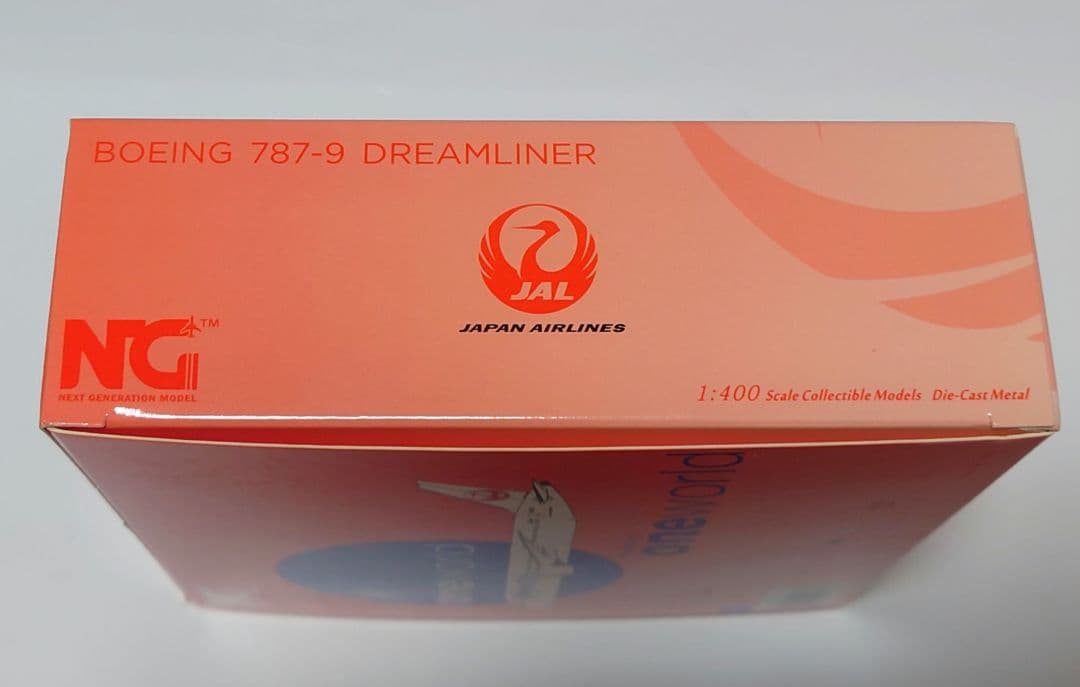 BOEING 787-9 DREAMLINER
JAL
JAPAN AIRLINES
NG™
NEXT GENERATION MODEL
1:400 Scale Collectible Models Die-Cast Metal
oneworld